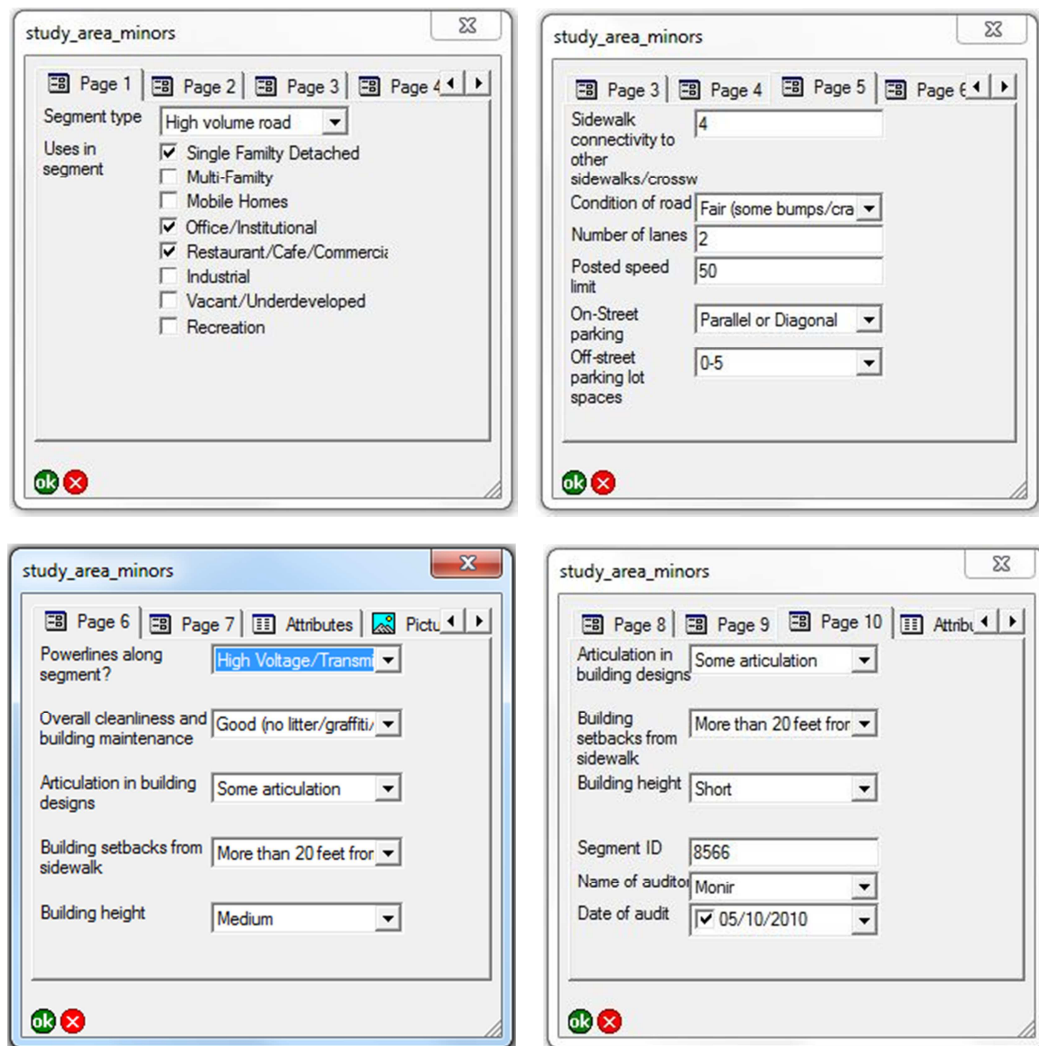 study_area_minors
Page 1 Page 2 Page 3 Page 4
Segment type High volume road
Uses in
segment
Single Familty Detached
Multi-Familty
Mobile Homes
Office/Institutional
Restaurant/Cafe/Commercia
Industrial
Vacant/Underdeveloped
Recreation
ok
study_area_minors
Page 3 Page 4 Page 5 Page 6
Sidewalk
connectivity to
other
sidewalks/crossw
4
Condition of road Fair (some bumps/cra
Number of lanes 2
Posted speed
limit
50
On-Street
parking
Parallel or Diagonal
Off-street
parking lot
spaces
0-5
ok
study_area_minors
Page 6 Page 7 Attributes Pictu
Powerlines along
segment?
High Voltage/Transmi
Overall cleanliness and
building maintenance
Good (no litter/graffiti/
Articulation in building
designs
Some articulation
Building setbacks from
sidewalk
More than 20 feet fror
Building height Medium
ok
study_area_minors
Page 8 Page 9 Page 10 Attribu
Articulation in
building designs
Some articulation
Building
setbacks from
sidewalk
More than 20 feet fror
Building height Short
Segment ID 8566
Name of auditor Monir
Date of audit 05/10/2010
ok